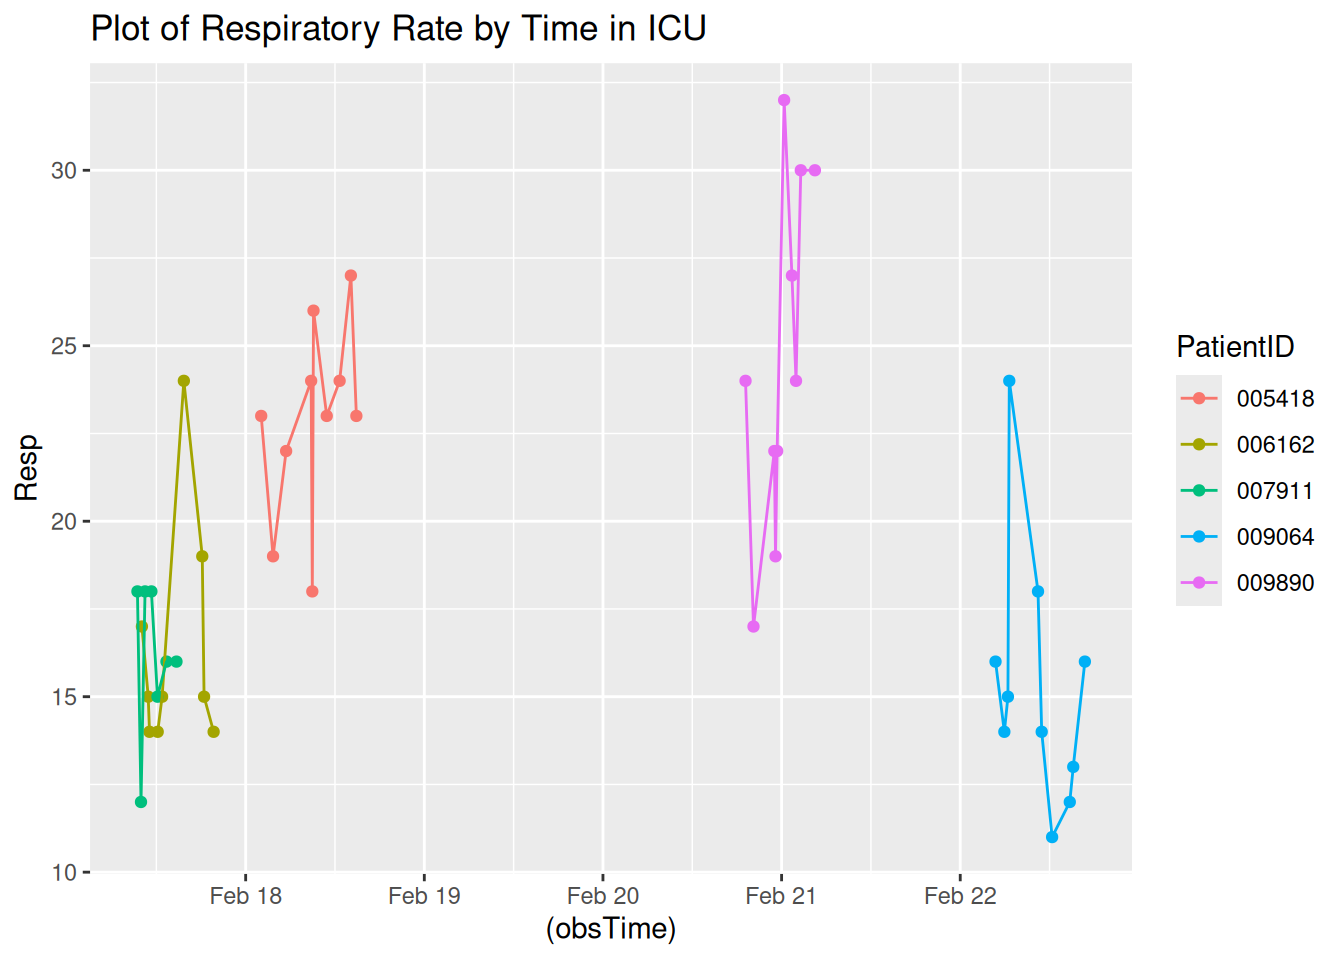 Plot of Respiratory Rate by Time in ICU
30
25
20
15
10
Resp
Feb 18 Feb 19 Feb 20 Feb 21 Feb 22
(obsTime)
PatientID
005418
006162
007911
009064
009890